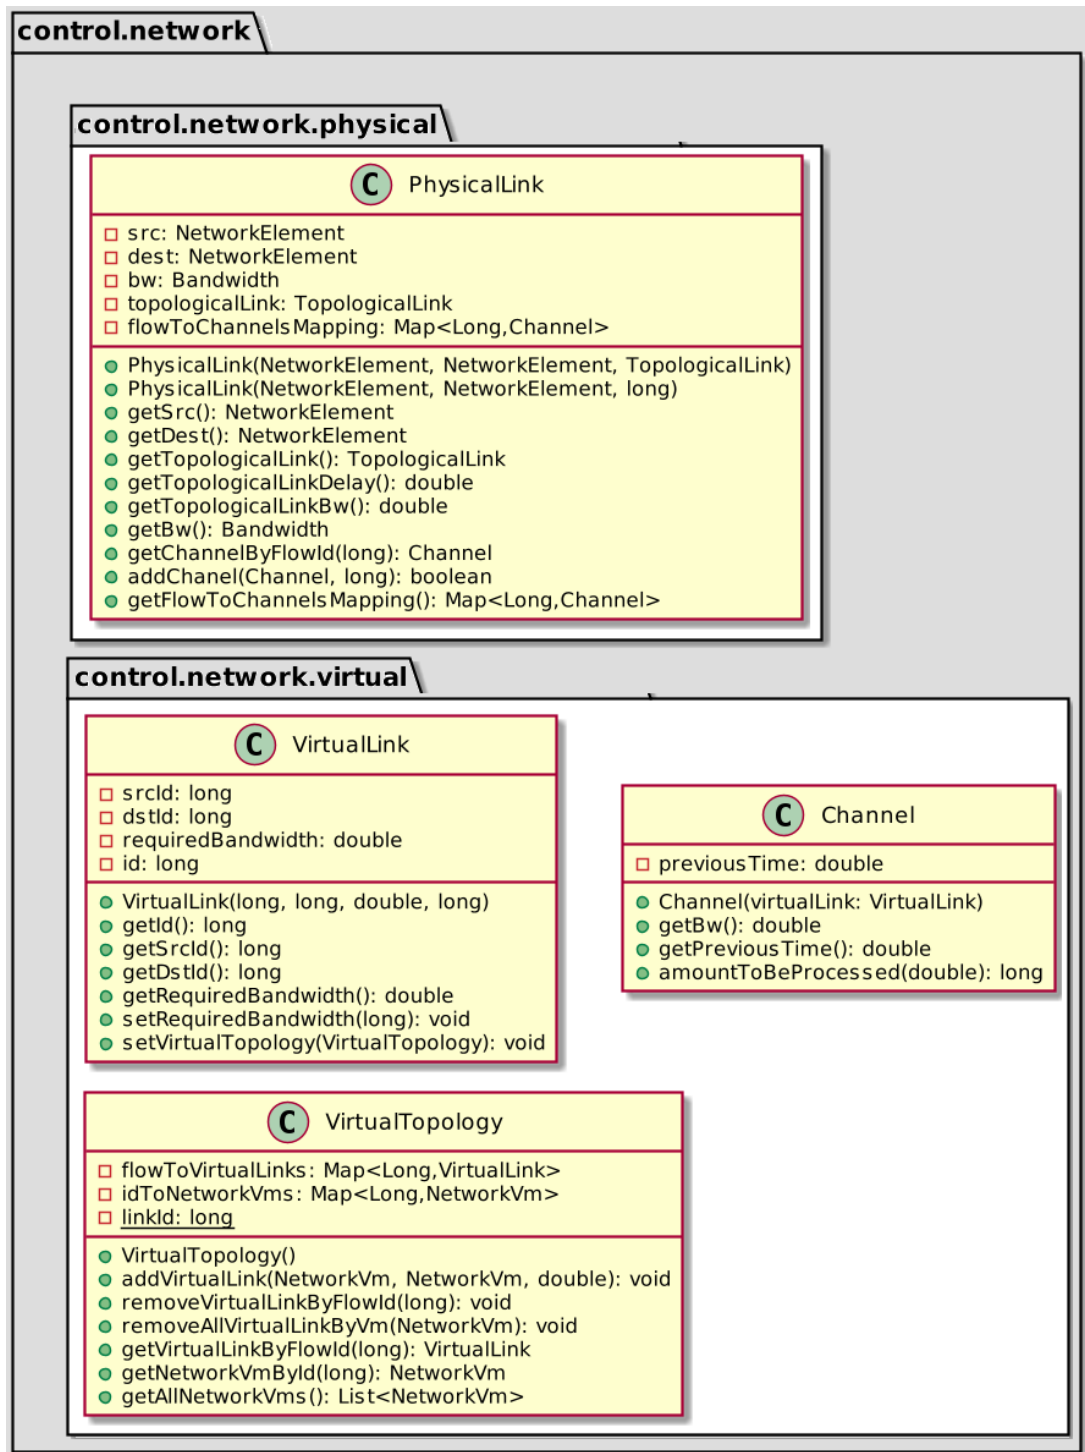 control.network
control.network.physical
C PhysicalLink
src: NetworkElement
dest: NetworkElement
bw: Bandwidth
topologicalLink: TopologicalLink
flowToChannelsMapping: Map<Long,Channel>
PhysicalLink(NetworkElement, NetworkElement, TopologicalLink)
PhysicalLink(NetworkElement, NetworkElement, long)
getSrc(): NetworkElement
getDest(): NetworkElement
getTopologicalLink(): TopologicalLink
getTopologicalLinkDelay(): double
getTopologicalLinkBw(): double
getBw(): Bandwidth
getChannelByFlowId(long): Channel
addChanel(Channel, long): boolean
getFlowToChannelsMapping(): Map<Long,Channel>
control.network.virtual
C VirtualLink
srcId: long
dstId: long
requiredBandwidth: double
id: long
VirtualLink(long, long, double, long)
getId(): long
getSrcId(): long
getDstId(): long
getRequiredBandwidth(): double
setRequiredBandwidth(long): void
setVirtualTopology(VirtualTopology): void
C Channel
previousTime: double
Channel(virtualLink: VirtualLink)
getBw(): double
getPreviousTime(): double
amountToBeProcessed(double): long
C VirtualTopology
flowToVirtualLinks: Map<Long,VirtualLink>
idToNetworkVms: Map<Long,NetworkVm>
linkId: long
VirtualTopology()
addVirtualLink(NetworkVm, NetworkVm, double): void
removeVirtualLinkByFlowId(long): void
removeAllVirtualLinkByVm(NetworkVm): void
getVirtualLinkByFlowId(long): VirtualLink
getNetworkVmById(long): NetworkVm
getAllNetworkVms(): List<NetworkVm>